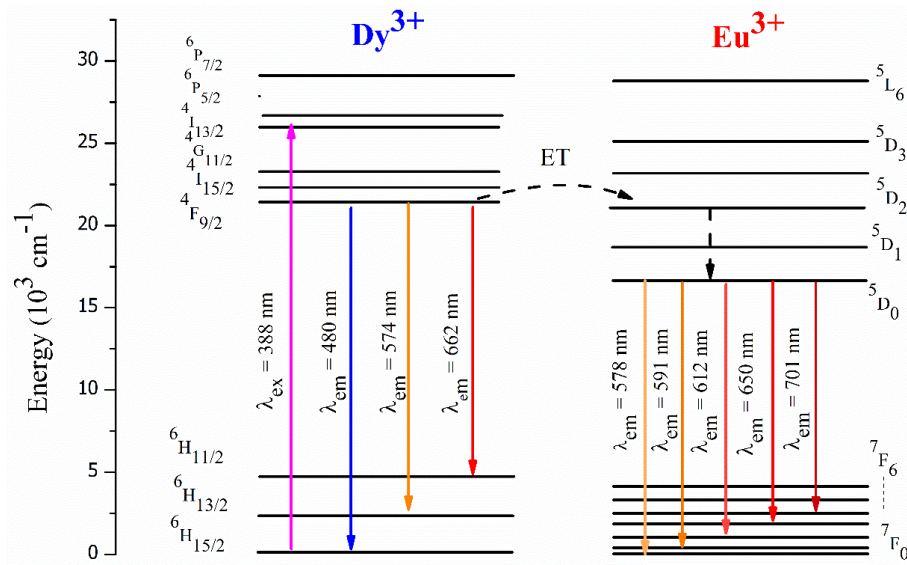 Dy³⁺
Eu³⁺
Energy (10³ cm⁻¹)
30
25
20
15
10
5
0
⁶P₇/₂
⁶P₅/₂
⁴I₁₃/₂
⁴G₁₁/₂
⁴I₁₅/₂
⁴F₉/₂
⁶H₁₁/₂
⁶H₁₃/₂
⁶H₁₅/₂
λex = 388 nm
λem = 480 nm
λem = 574 nm
λem = 662 nm
ET
λem = 578 nm
λem = 591 nm
λem = 612 nm
λem = 650 nm
λem = 701 nm
⁵L₆
⁵D₃
⁵D₂
⁵D₁
⁵D₀
⁷F₆
⁷F₀